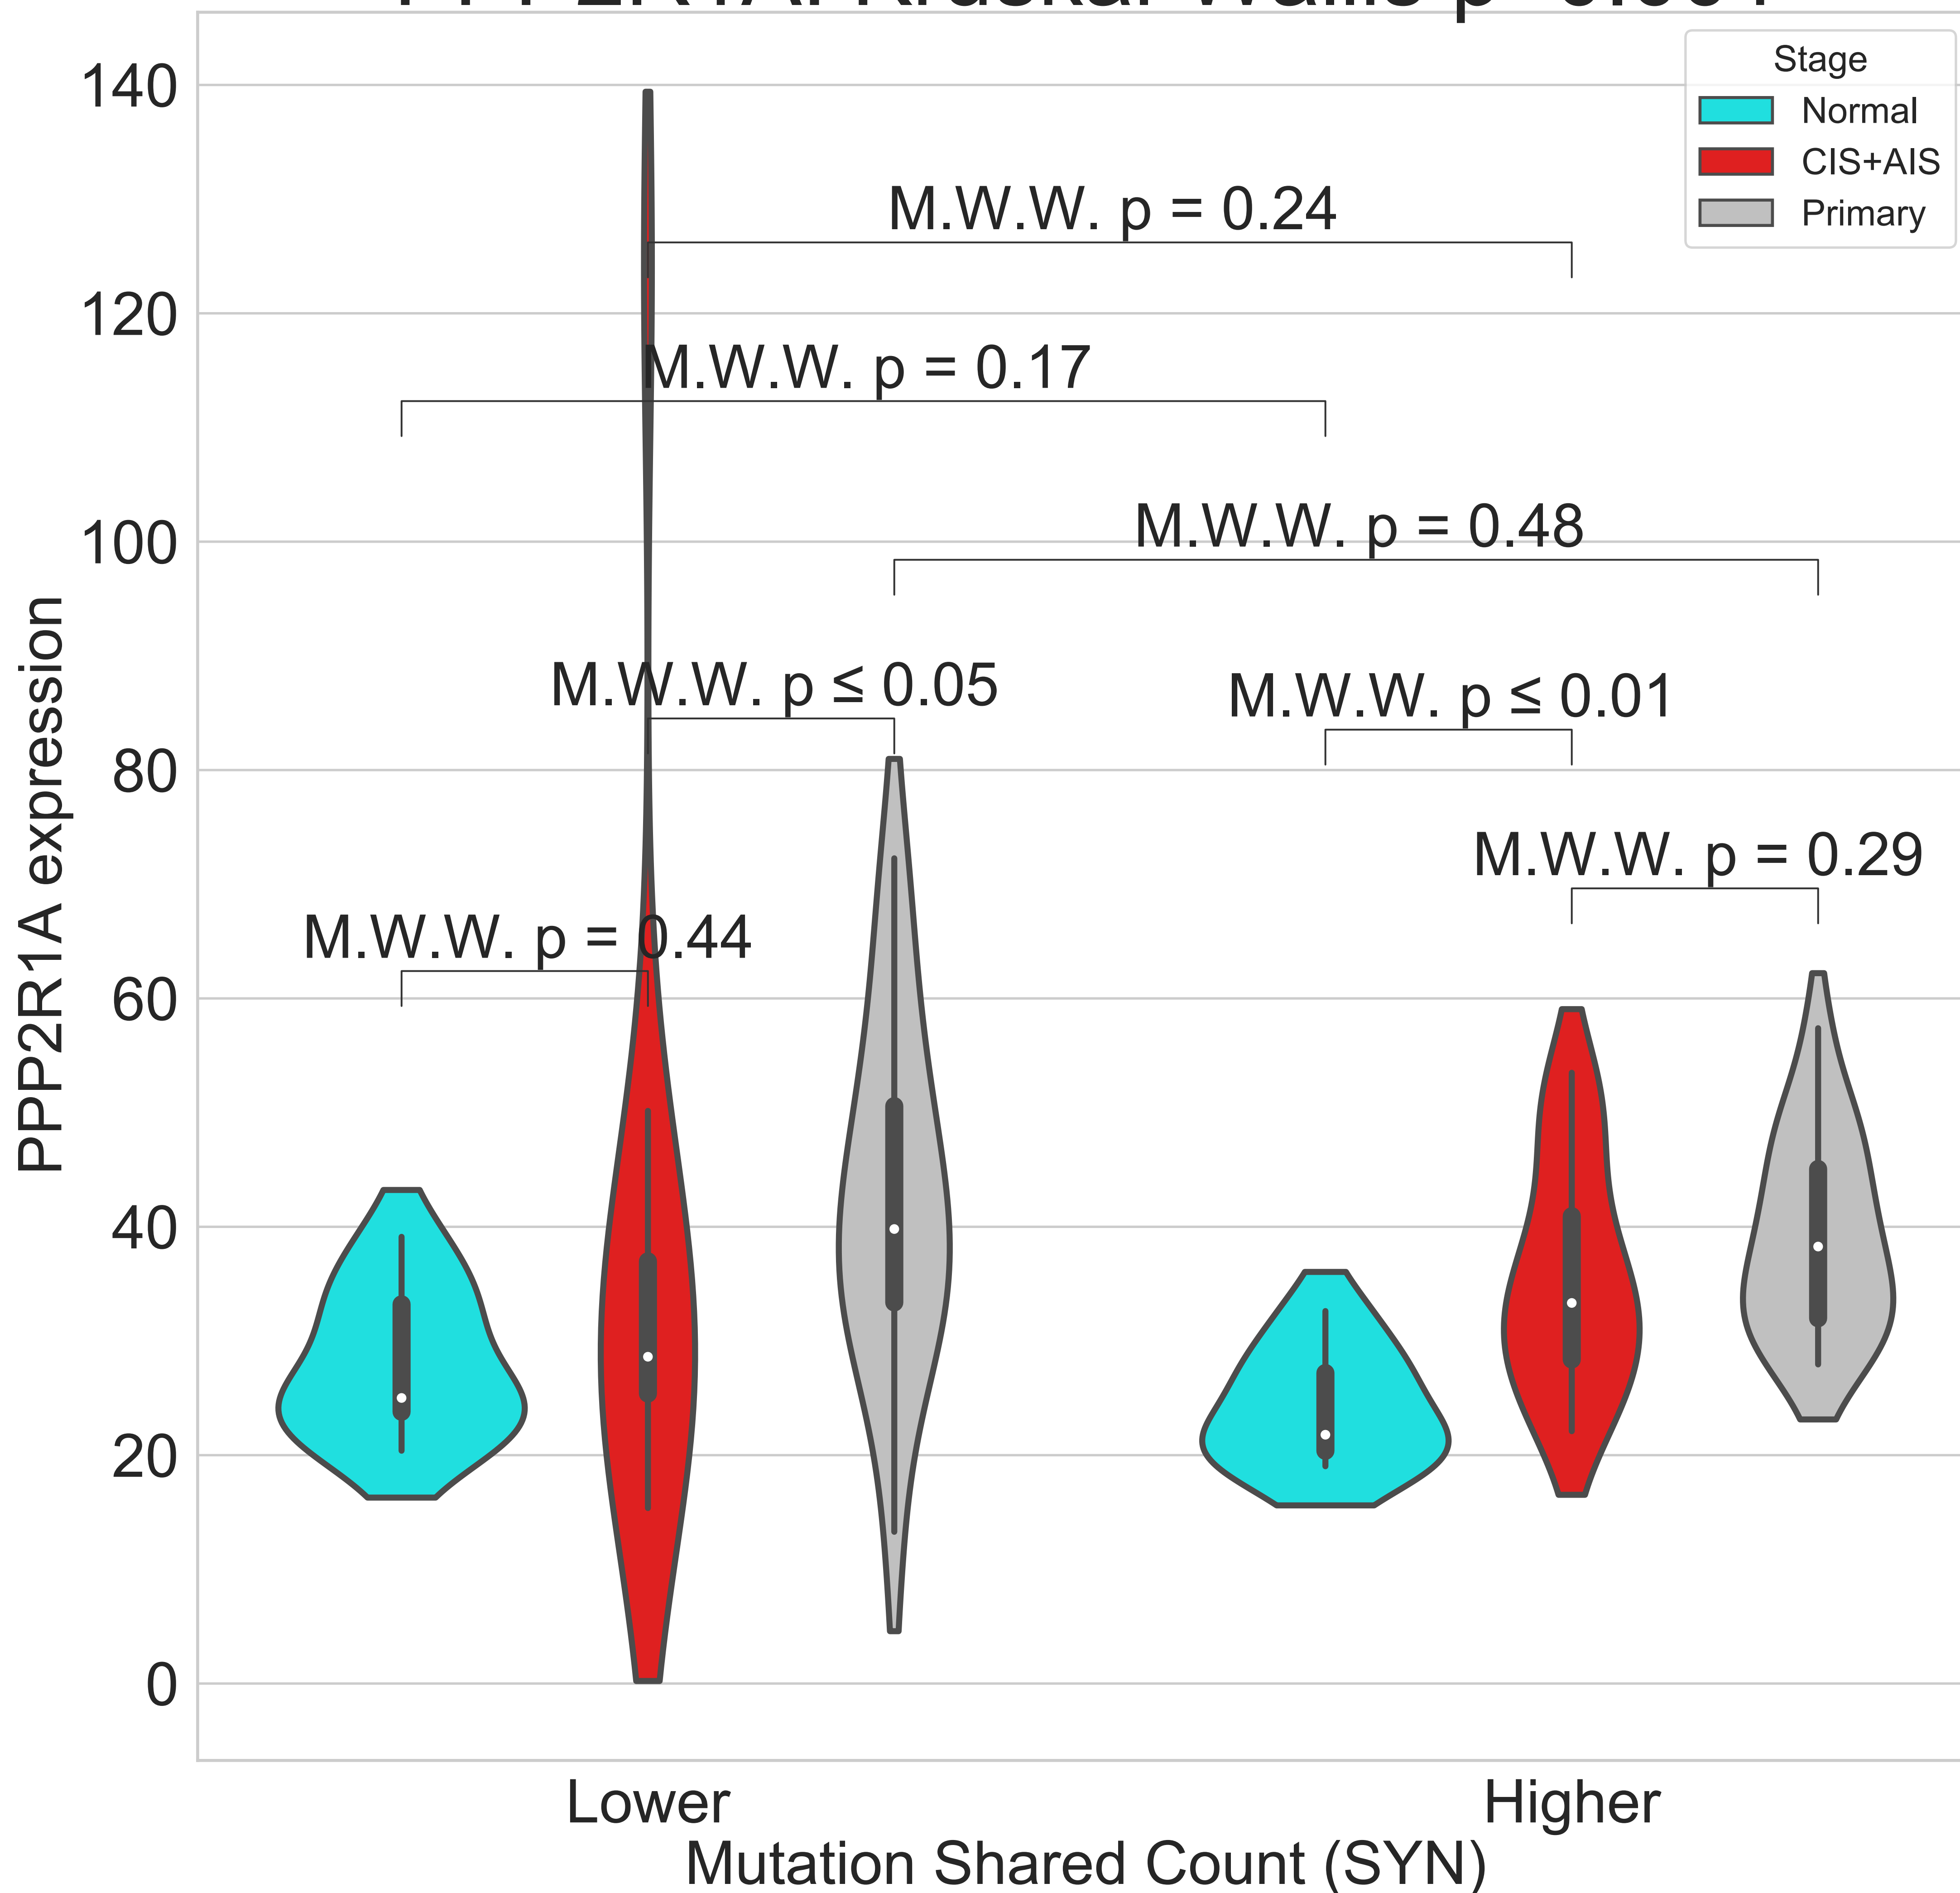 Stage
Normal
CIS+AIS
Primary
140
120
100
80
60
40
20
0
PPP2R1A expression
M.W.W. p = 0.24
M.W.W. p = 0.17
M.W.W. p = 0.48
M.W.W. p ≤ 0.05
M.W.W. p ≤ 0.01
M.W.W. p = 0.29
M.W.W. p = 0.44
Lower
Higher
Mutation Shared Count (SYN)